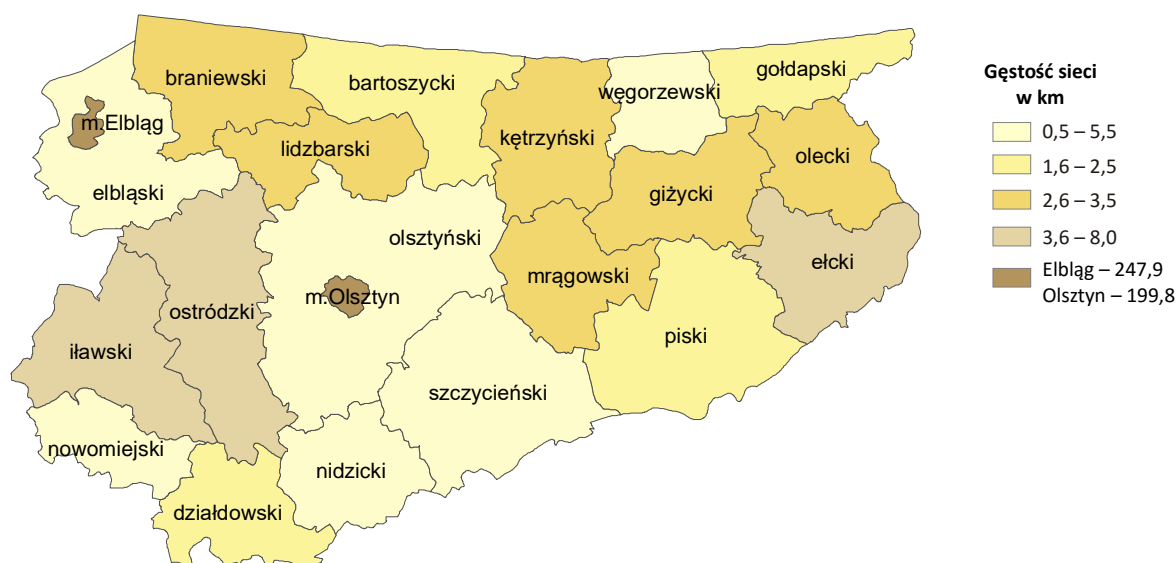 braniewski
bartoszycki
gołdapski
węgorzewski
m.Elbląg
kętrzyński
lidzbarski
olecki
elbląski
giżycki
olsztyński
ełcki
mrągowski
m.Olsztyn
ostródzki
piski
iławski
szczycieński
nowomiejski
nidzicki
działdowski
Gęstość sieci
w km
0,5 – 5,5
1,6 – 2,5
2,6 – 3,5
3,6 – 8,0
Elbląg – 247,9
Olsztyn – 199,8